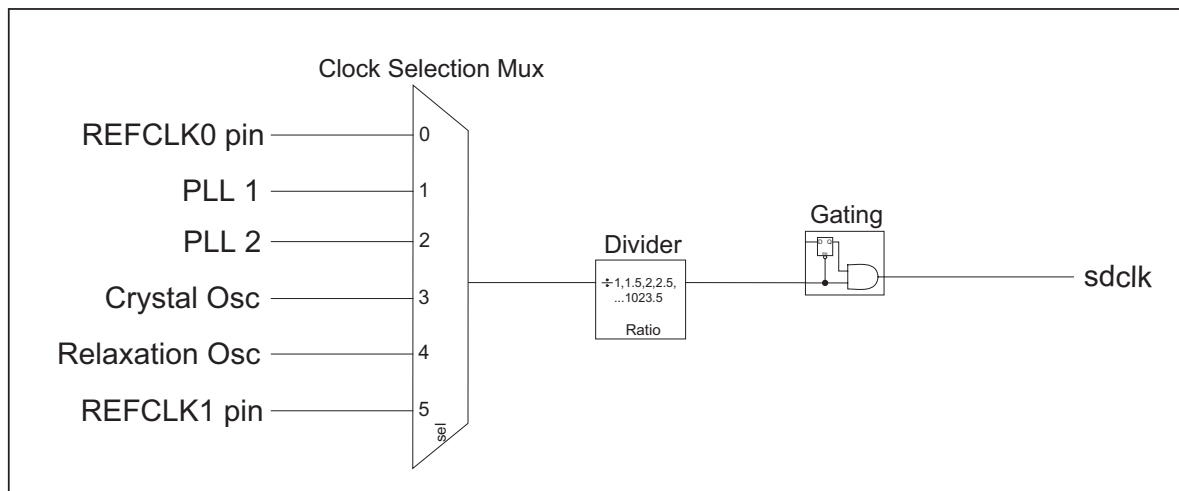 Clock Selection Mux
REFCLK0 pin
0
PLL 1
1
PLL 2
2
Crystal Osc
3
Relaxation Osc
4
REFCLK1 pin
5
sel
Divider
÷1,1.5,2,2.5,
...1023.5
Ratio
Gating
sdclk